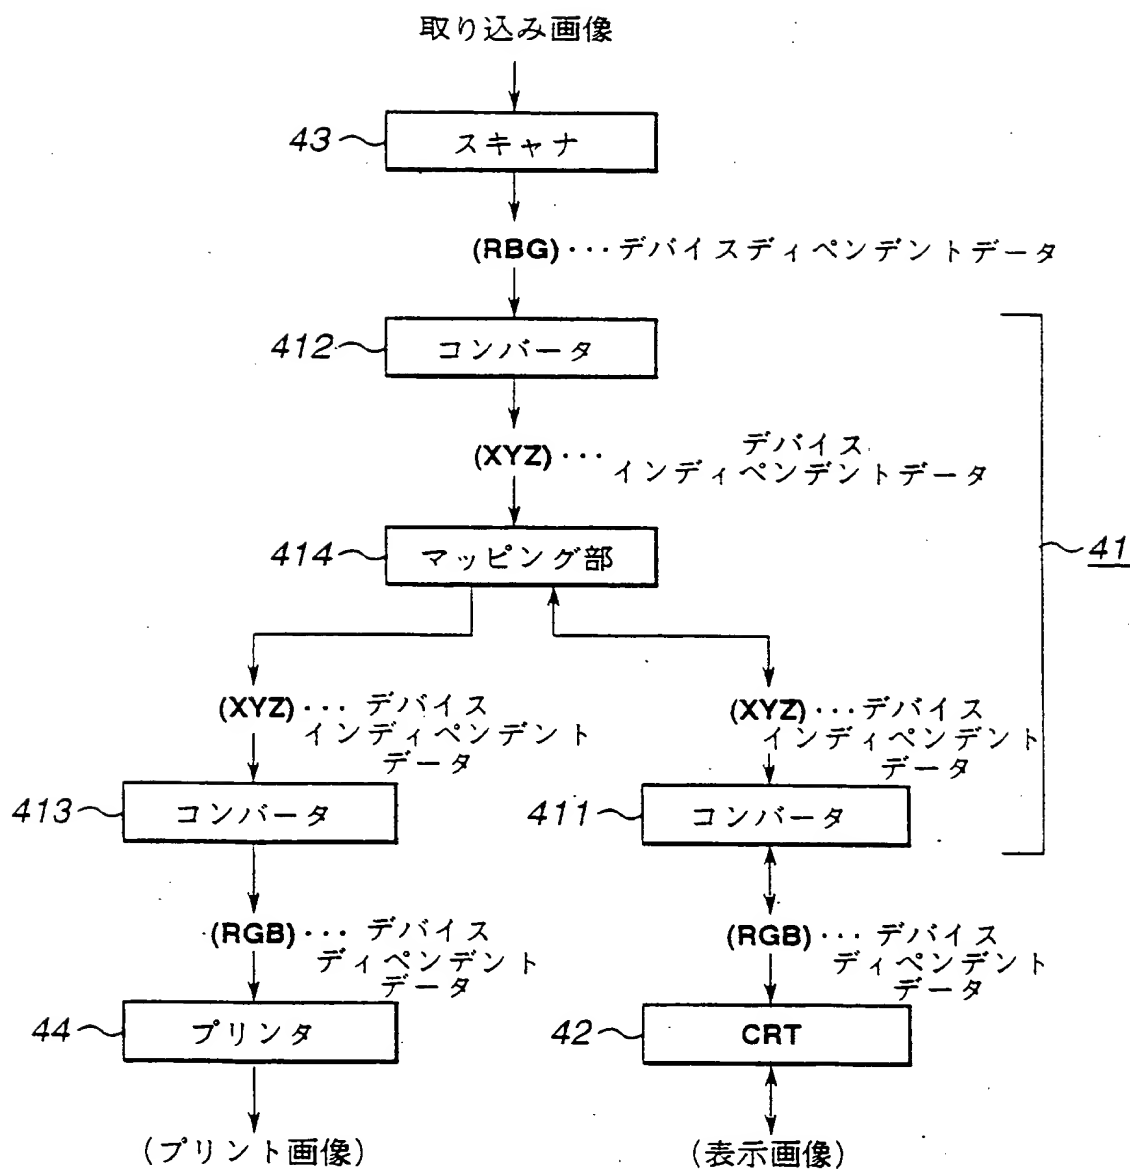 取り込み画像
43 スキャナ
(RBG)･･･デバイスディペンデントデータ
412 コンバータ
(XYZ)･･･デバイス
インディペンデントデータ
414 マッピング部
41
(XYZ)･･･デバイス
インディペンデント
データ
(XYZ)･･･デバイス
インディペンデント
データ
413 コンバータ
411 コンバータ
(RGB)･･･デバイス
ディペンデント
データ
(RGB)･･･デバイス
ディペンデント
データ
44 プリンタ
42 CRT
(プリント画像)
(表示画像)